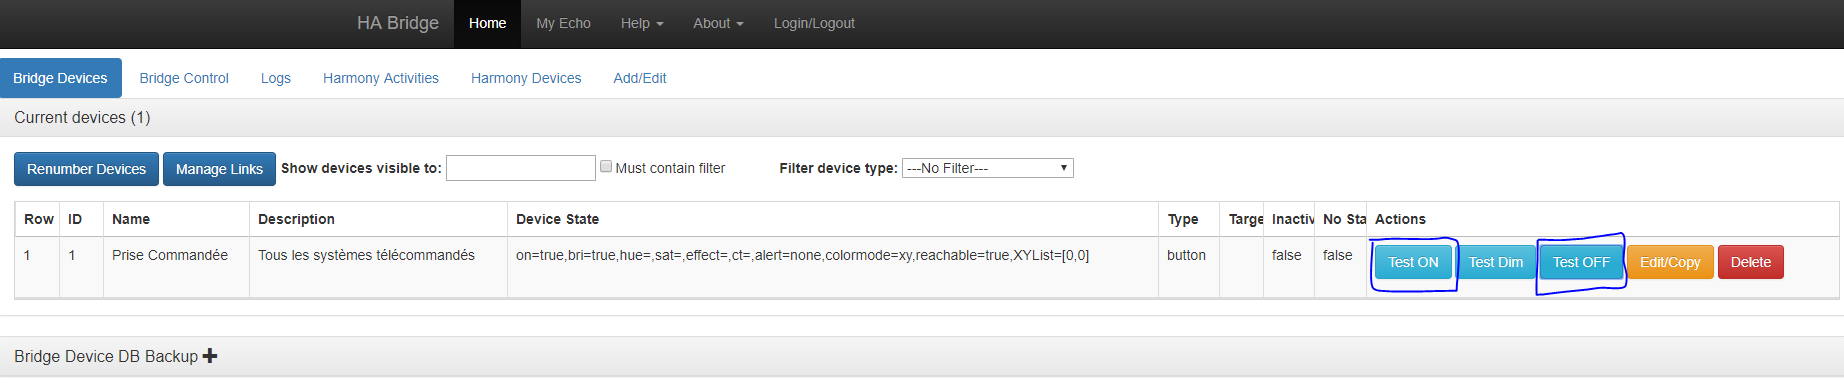 HA Bridge Home My Echo Help About Login/Logout
Bridge Devices Bridge Control Logs Harmony Activities Harmony Devices Add/Edit
Current devices (1)
Renumber Devices Manage Links Show devices visible to: Must contain filter Filter device type: ---No Filter---
Row ID Name Description Device State Type Targe Inactiv No Sta Actions
1 1 Prise Commandée Tous les systèmes télécommandés on=true,bri=true,hue=,sat=,effect=,ct=,alert=none,colormode=xy,reachable=true,XYList=[0,0] button false false Test ON Test Dim Test OFF Edit/Copy Delete
Bridge Device DB Backup